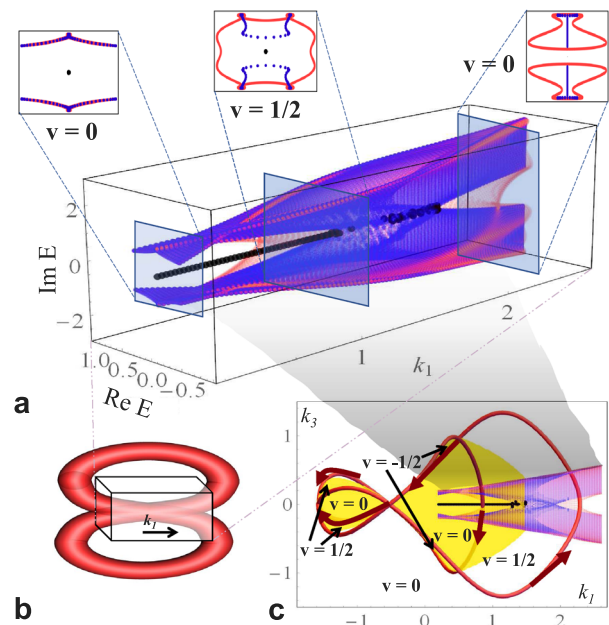 v = 0
v = 1/2
v = 0
2
0
-2
Im E
1.0
0.5
0.0
-0.5
Re E
1
2
k₁
a
k₁
b
k₃
1
0
-1
v = -1/2
v = 0
v = 0
v = 1/2
v = 1/2
v = 0
-1
0
1
2
k₁
c